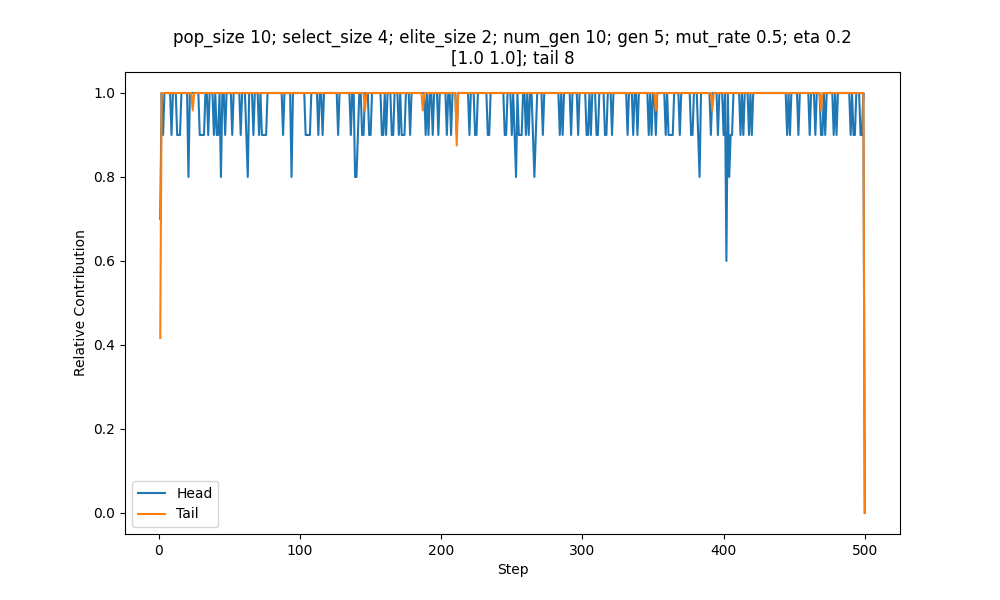 pop_size 10; select_size 4; elite_size 2; num_gen 10; gen 5; mut_rate 0.5; eta 0.2
[1.0 1.0]; tail 8
1.0
0.8
0.6
0.4
0.2
0.0
Relative Contribution
Head
Tail
0
100
200
300
400
500
Step